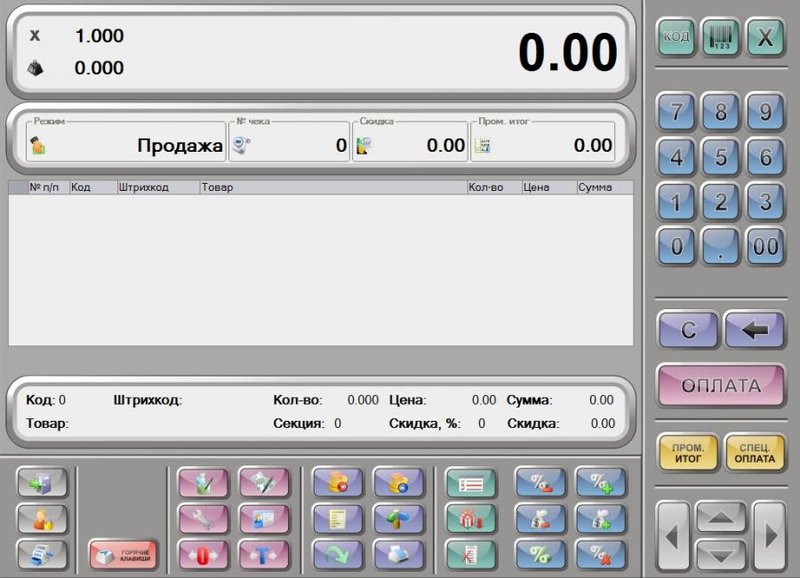 X 1.000
0.000
0.00
Режим
Продажа
№ чека
0
Скидка
0.00
Пром. итог
0.00
№ п/п Код Штрихкод Товар Кол-во Цена Сумма
Код: 0 Штрихкод: Кол-во: 0.000 Цена: 0.00 Сумма: 0.00
Товар: Секция: 0 Скидка, %: 0 Скидка: 0.00
КОД 123 X
7 8 9
4 5 6
1 2 3
0 . 00
C
ОПЛАТА
ПРОМ. ИТОГ
СПЕЦ. ОПЛАТА
ГОРЯЧИЕ
КЛАВИШИ
0 T
% %
%
% %